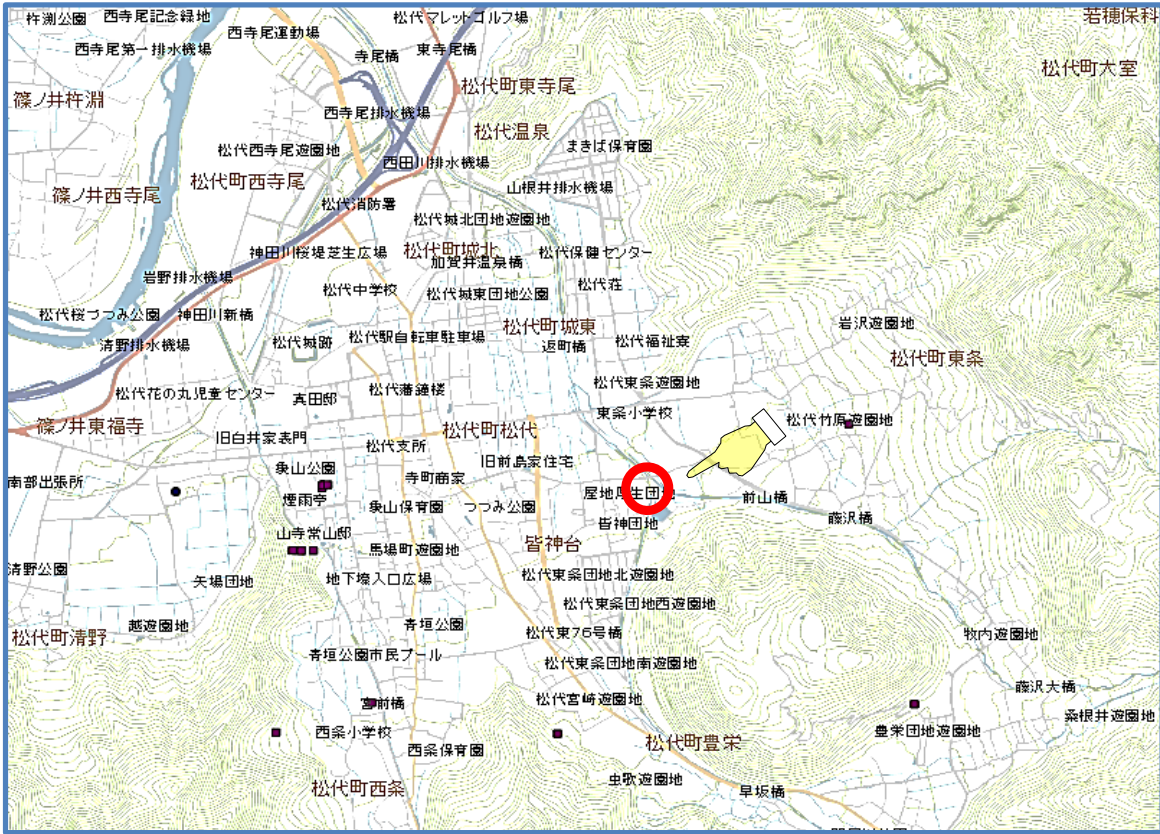 杵渕公園
西寺尾記念緑地
松代マレットゴルフ場
若穂保科
西寺尾運動場
西寺尾第一排水機場
寺尾橋
東寺尾橋
松代町大室
篠ノ井杵淵
松代町東寺尾
西寺尾排水機場
松代温泉
松代西寺尾遊園地
まきば保育園
西田川排水機場
松代町西寺尾
山根井排水機場
篠ノ井西寺尾
松代消防署
松代城北団地遊園地
神田川桜堤芝生広場
松代町城北
松代保健センター
加賀井温泉橋
岩野排水機場
松代中学校
松代城東団地公園
松代荘
松代桜づつみ公園
神田川新橋
松代町城東
岩沢遊園地
清野排水機場
松代城跡
松代駅自転車駐車場
返町橋
松代福祉寮
松代町東条
松代花の丸児童センター
真田邸
松代藩鐘楼
松代東条遊園地
篠ノ井東福寺
東条小学校
松代竹原遊園地
旧白井家表門
松代支所
松代町松代
旧前島家住宅
象山公園
寺町商家
南部出張所
煙雨亭
象山保育園
つつみ公園
屋地厚生団地
前山橋
藤沢橋
山寺常山邸
馬場町遊園地
皆神台
皆神団地
清野公園
矢場団地
地下壕入口広場
松代東条団地北遊園地
松代東条団地西遊園地
越遊園地
松代町清野
青垣公園
松代東76号橋
牧内遊園地
青垣公園市民プール
松代東条団地南遊園地
藤沢大橋
宮前橋
松代宮崎遊園地
桑根井遊園地
西条小学校
西条保育園
松代町豊栄
豊栄団地遊園地
松代町西条
虫歌遊園地
早坂橋